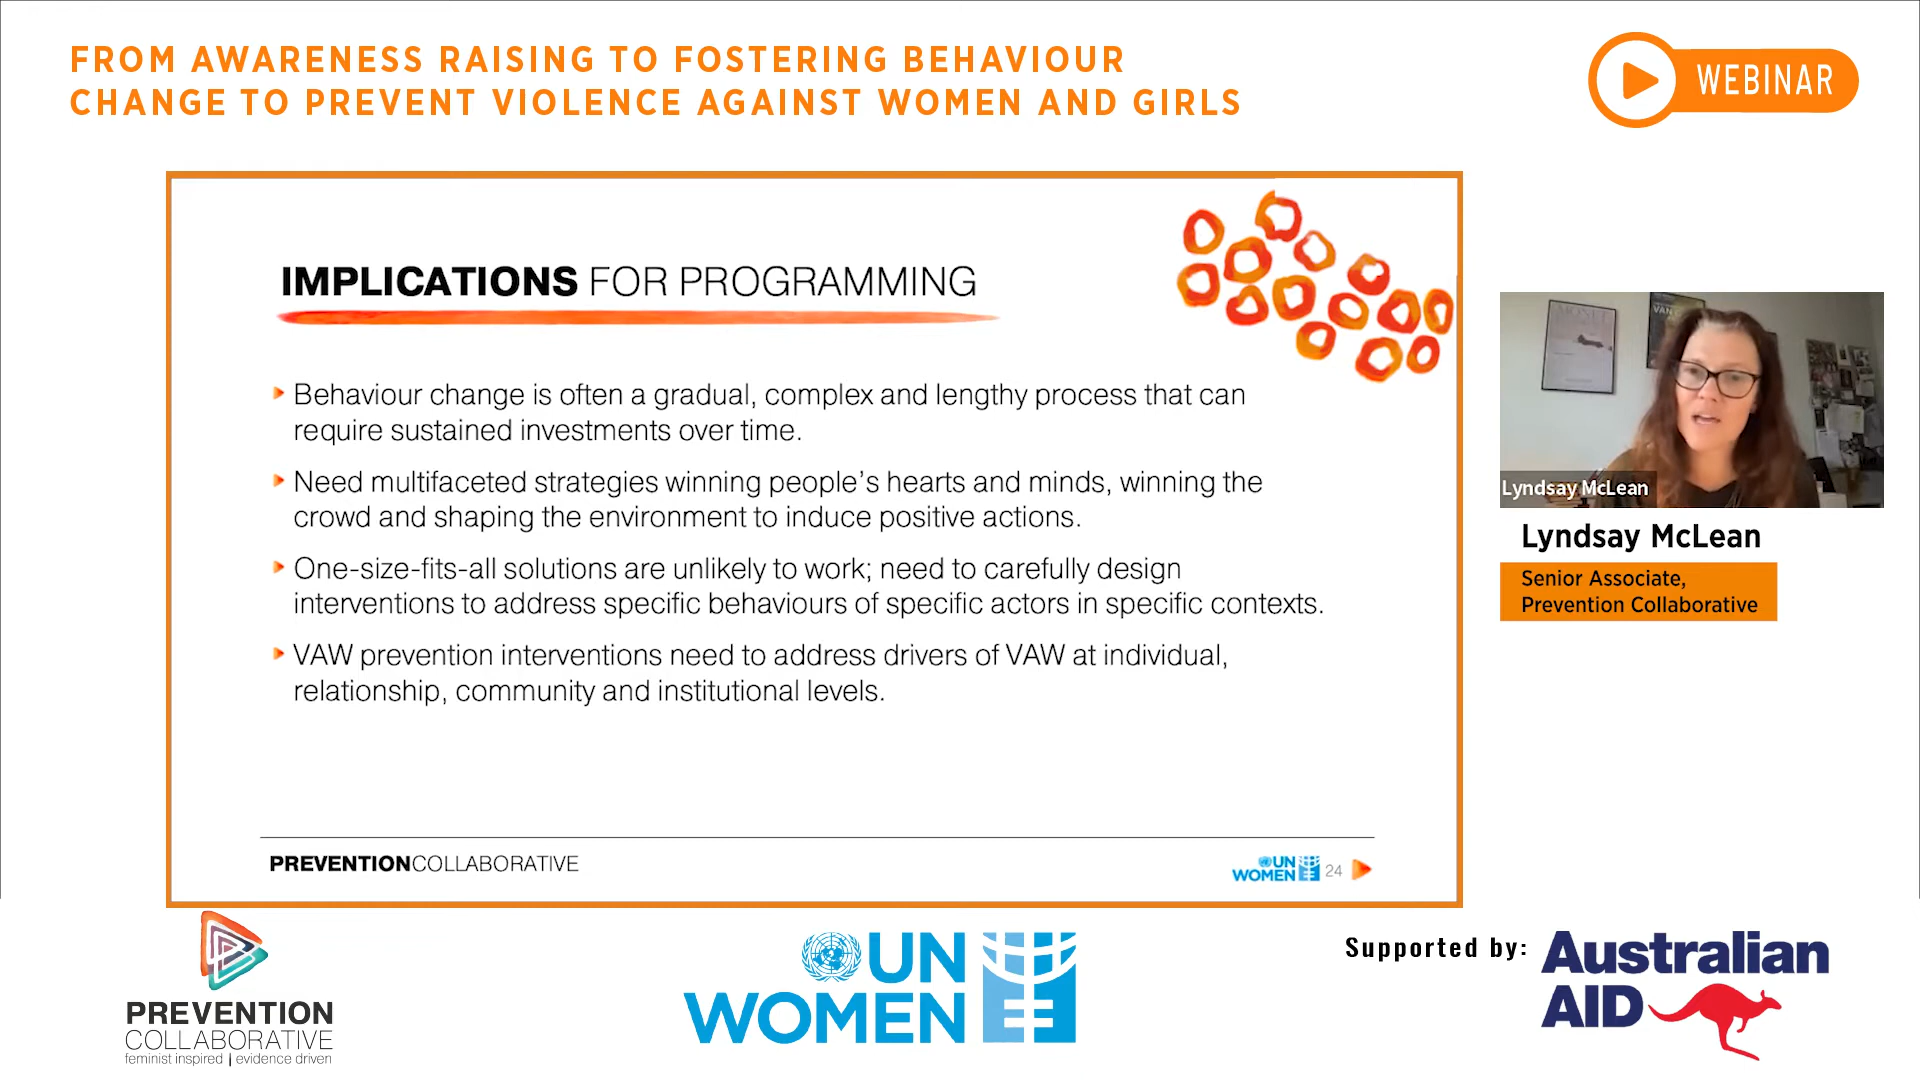 FROM AWARENESS RAISING TO FOSTERING BEHAVIOUR
CHANGE TO PREVENT VIOLENCE AGAINST WOMEN AND GIRLS
WEBINAR
IMPLICATIONS FOR PROGRAMMING
Behaviour change is often a gradual, complex and lengthy process that can
require sustained investments over time.
Need multifaceted strategies winning people's hearts and minds, winning the
crowd and shaping the environment to induce positive actions.
One-size-fits-all solutions are unlikely to work; need to carefully design
interventions to address specific behaviours of specific actors in specific contexts.
VAW prevention interventions need to address drivers of VAW at individual,
relationship, community and institutional levels.
PREVENTIONCOLLABORATIVE
UN
WOMEN
24
MONET
VAN
Lyndsay McLean
Lyndsay McLean
Senior Associate,
Prevention Collaborative
PREVENTION
COLLABORATIVE
feminist inspired | evidence driven
UN
WOMEN
Supported by:
Australian
AID